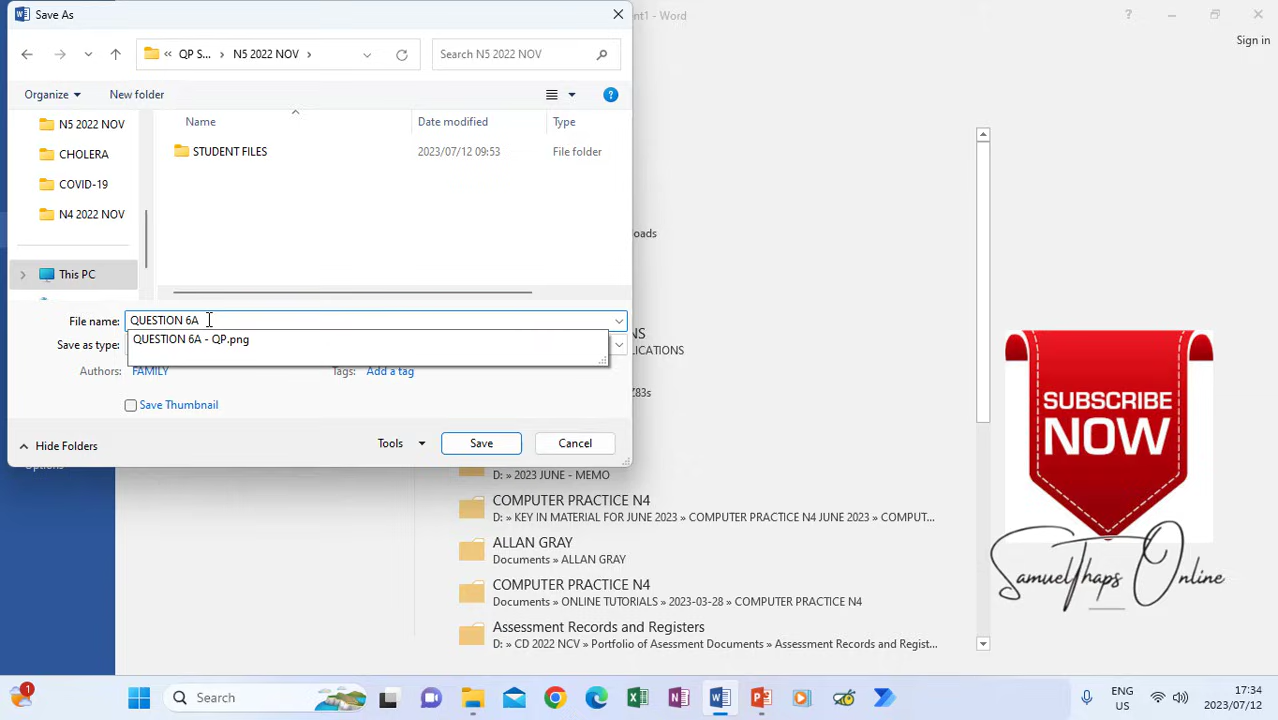 Save As
nt1 - Word
?
Sign in
« QP S... > N5 2022 NOV >
Search N5 2022 NOV
Organize
New folder
?
Name
Date modified
Type
N5 2022 NOV
CHOLERA
COVID-19
N4 2022 NOV
This PC
STUDENT FILES
2023/07/12 09:53
File folder
oads
File name:
QUESTION 6A
QUESTION 6A - QP.png
Save as type:
Authors:
FAMILY
Tags:
Add a tag
Save Thumbnail
Hide Folders
Tools
Save
Cancel
NS
LICATIONS
Z83s
Options
D: » 2023 JUNE - MEMO
COMPUTER PRACTICE N4
D: » KEY IN MATERIAL FOR JUNE 2023 » COMPUTER PRACTICE N4 JUNE 2023 » COMPUT...
ALLAN GRAY
Documents » ALLAN GRAY
COMPUTER PRACTICE N4
Documents » ONLINE TUTORIALS » 2023-03-28 » COMPUTER PRACTICE N4
Assessment Records and Registers
D: » CD 2022 NCV » Portfolio of Asessment Documents » Assessment Records and Regist...
SUBSCRIBE
NOW
SamuelThaps Online
1
Search
ENG
US
17:34
2023/07/12